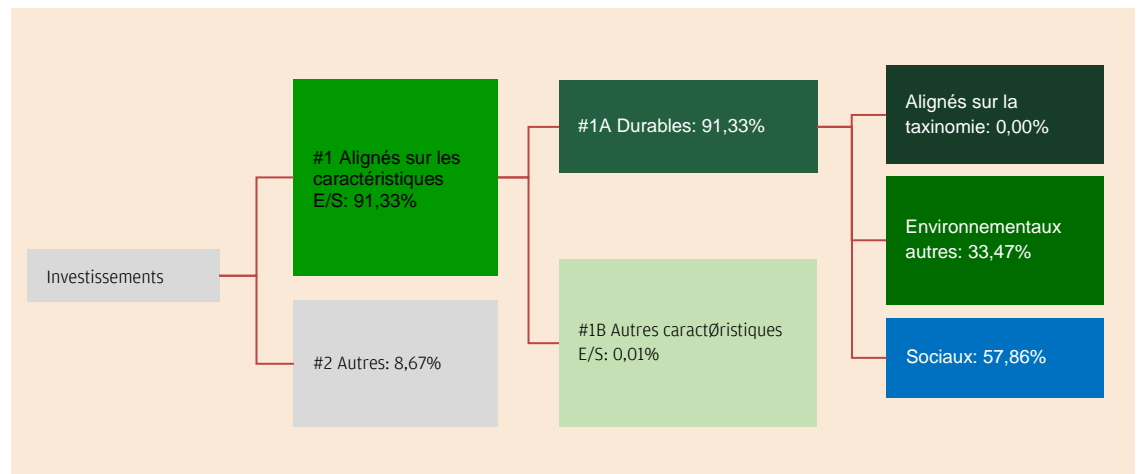 Investissements
#1 Alignés sur les
caractéristiques
E/S: 91,33%
#2 Autres: 8,67%
#1A Durables: 91,33%
#1B Autres caractØristiques
E/S: 0,01%
Alignés sur la
taxinomie: 0,00%
Environnementaux
autres: 33,47%
Sociaux: 57,86%